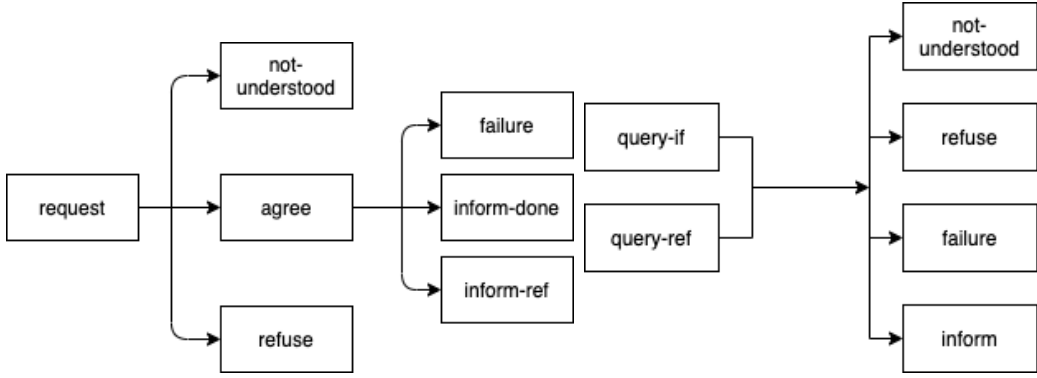 request
not-
understood
agree
refuse
failure
inform-done
inform-ref
query-if
query-ref
not-
understood
refuse
failure
inform